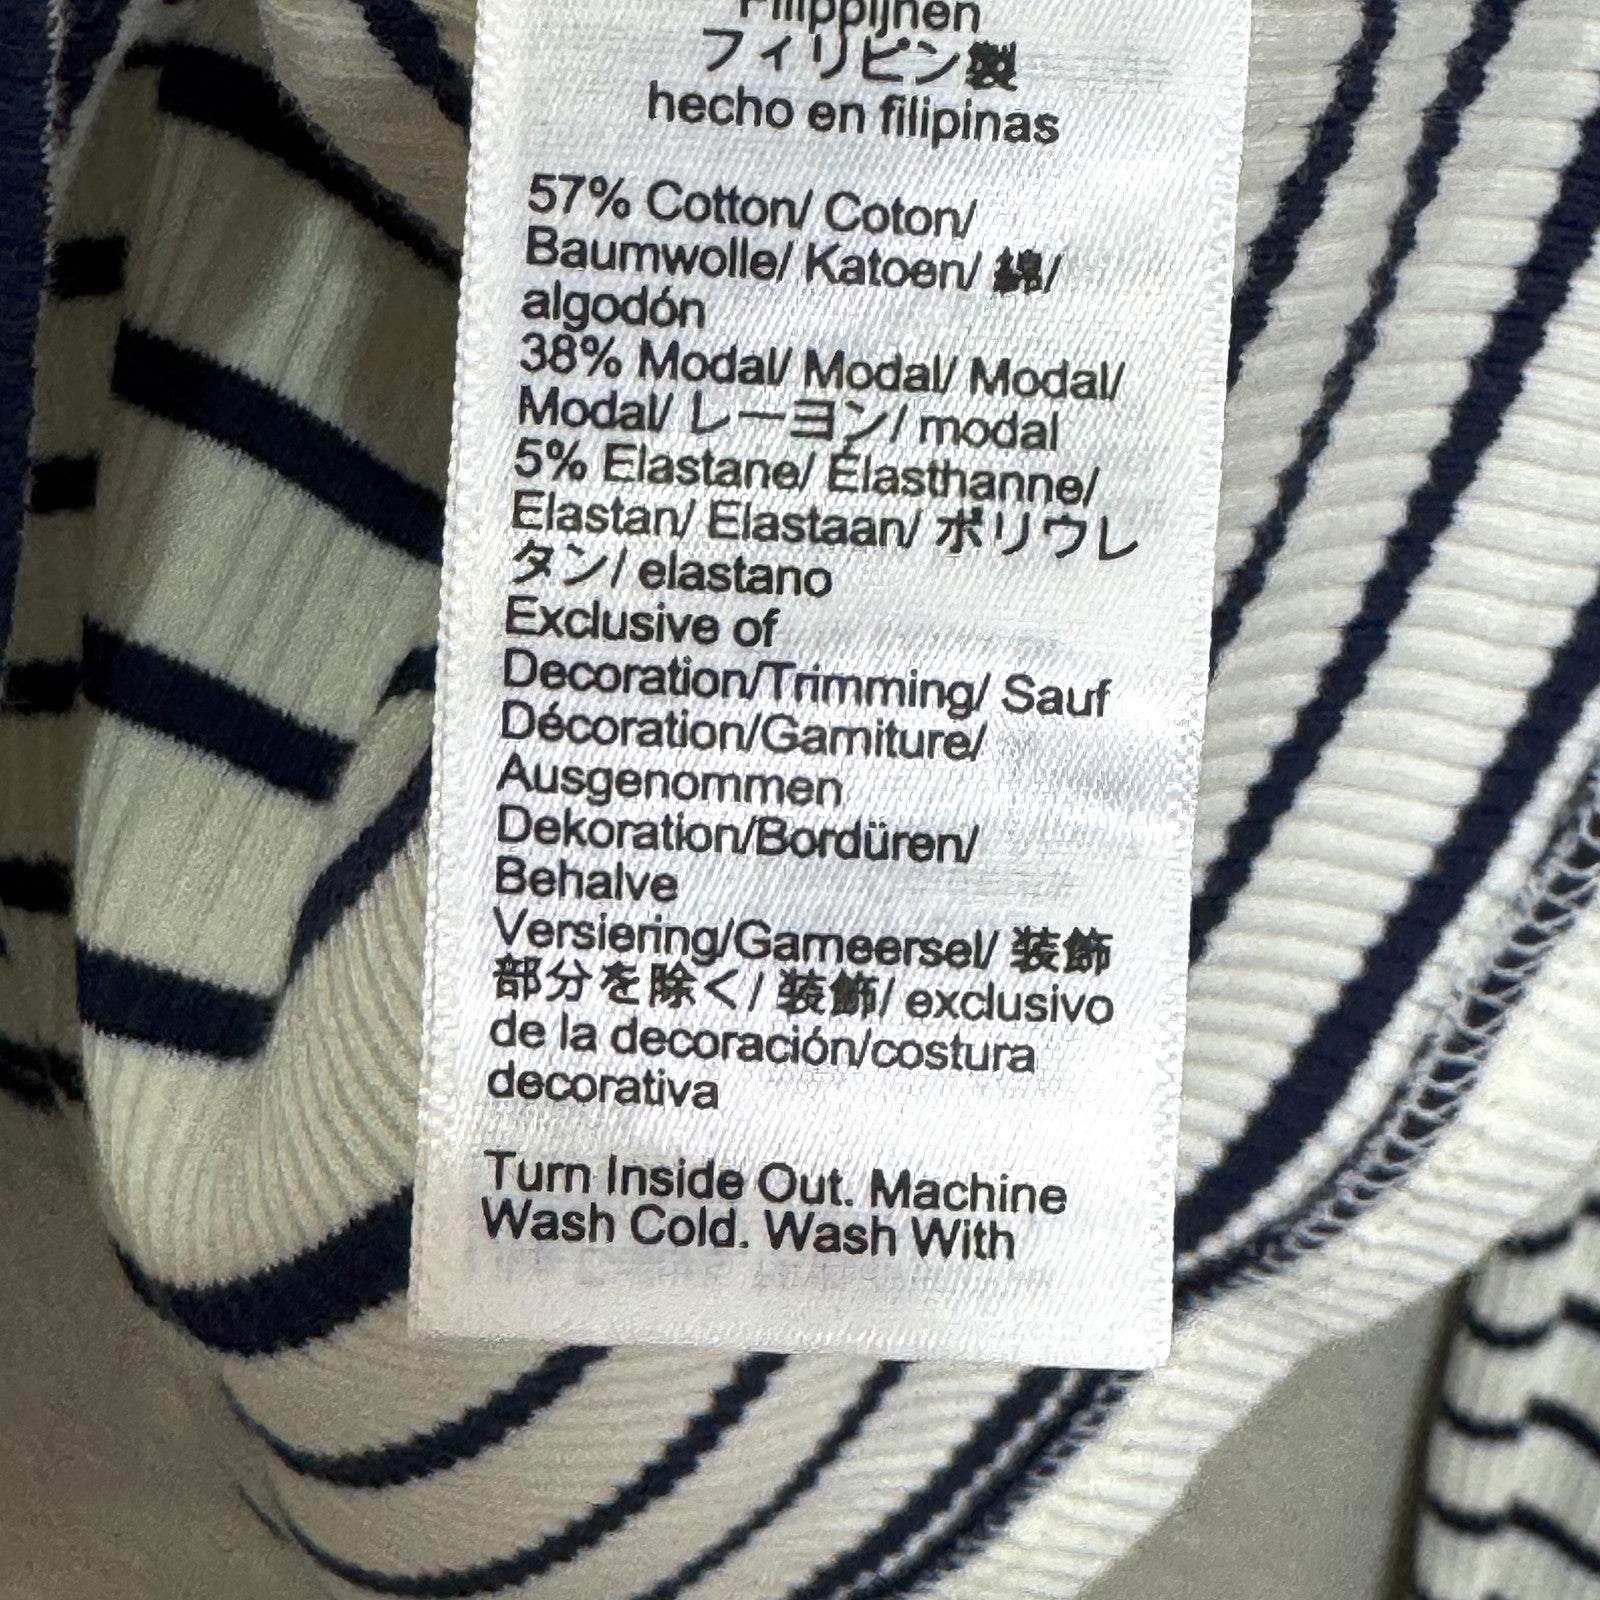 Filippijnen
フィリピン製
hecho en filipinas
57% Cotton/ Coton/
Baumwolle/ Katoen/ 綿/
algodón
38% Modal/ Modal/ Modal/
Modal/ レーヨン/ modal
5% Elastane/ Élasthanne/
Elastan/ Elastaan/ ポリウレ
タン/ elastano
Exclusive of
Decoration/Trimming/ Sauf
Décoration/Garniture/
Ausgenommen
Dekoration/Bordüren/
Behalve
Versiering/Garneersel/ 装飾
部分を除く/ 装飾/ exclusivo
de la decoración/costura
decorativa
Turn Inside Out. Machine
Wash Cold. Wash With